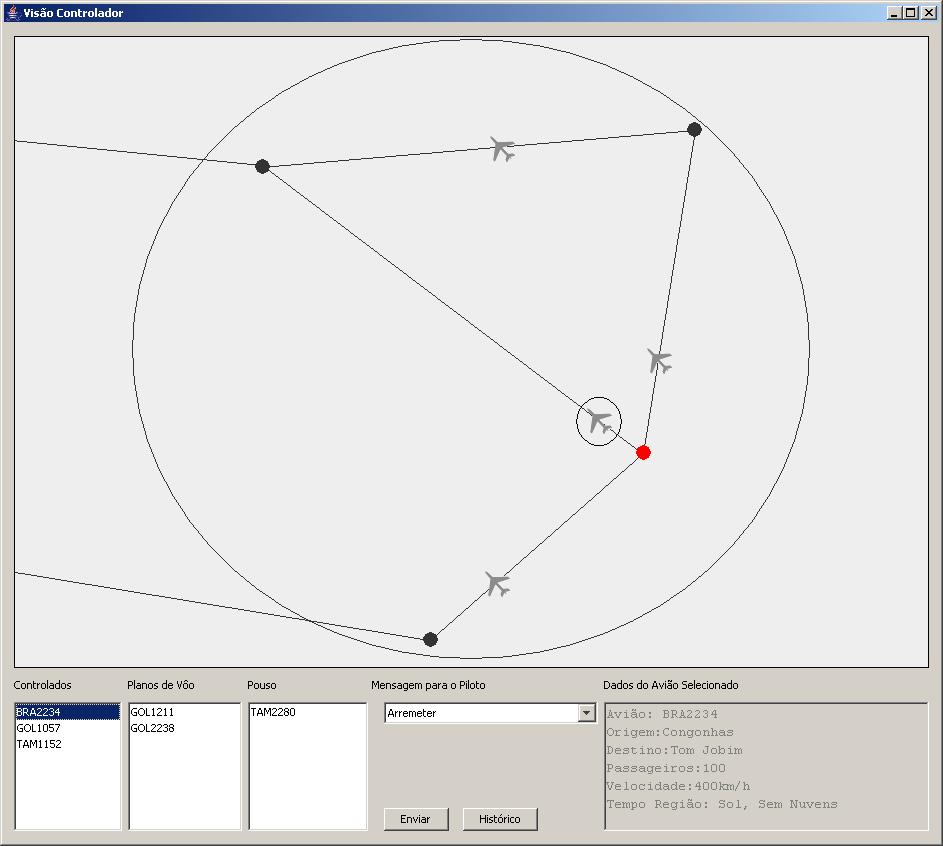 Visão Controlador
Controlados
Planos de Vôo
Pouso
Mensagem para o Piloto
Dados do Avião Selecionado
BRA2234
GOL1057
TAM1152
GOL1211
GOL2238
TAM2280
Arremeter
Enviar
Histórico
Avião: BRA2234
Origem:Congonhas
Destino:Tom Jobim
Passageiros:100
Velocidade:400km/h
Tempo Região: Sol, Sem Nuvens